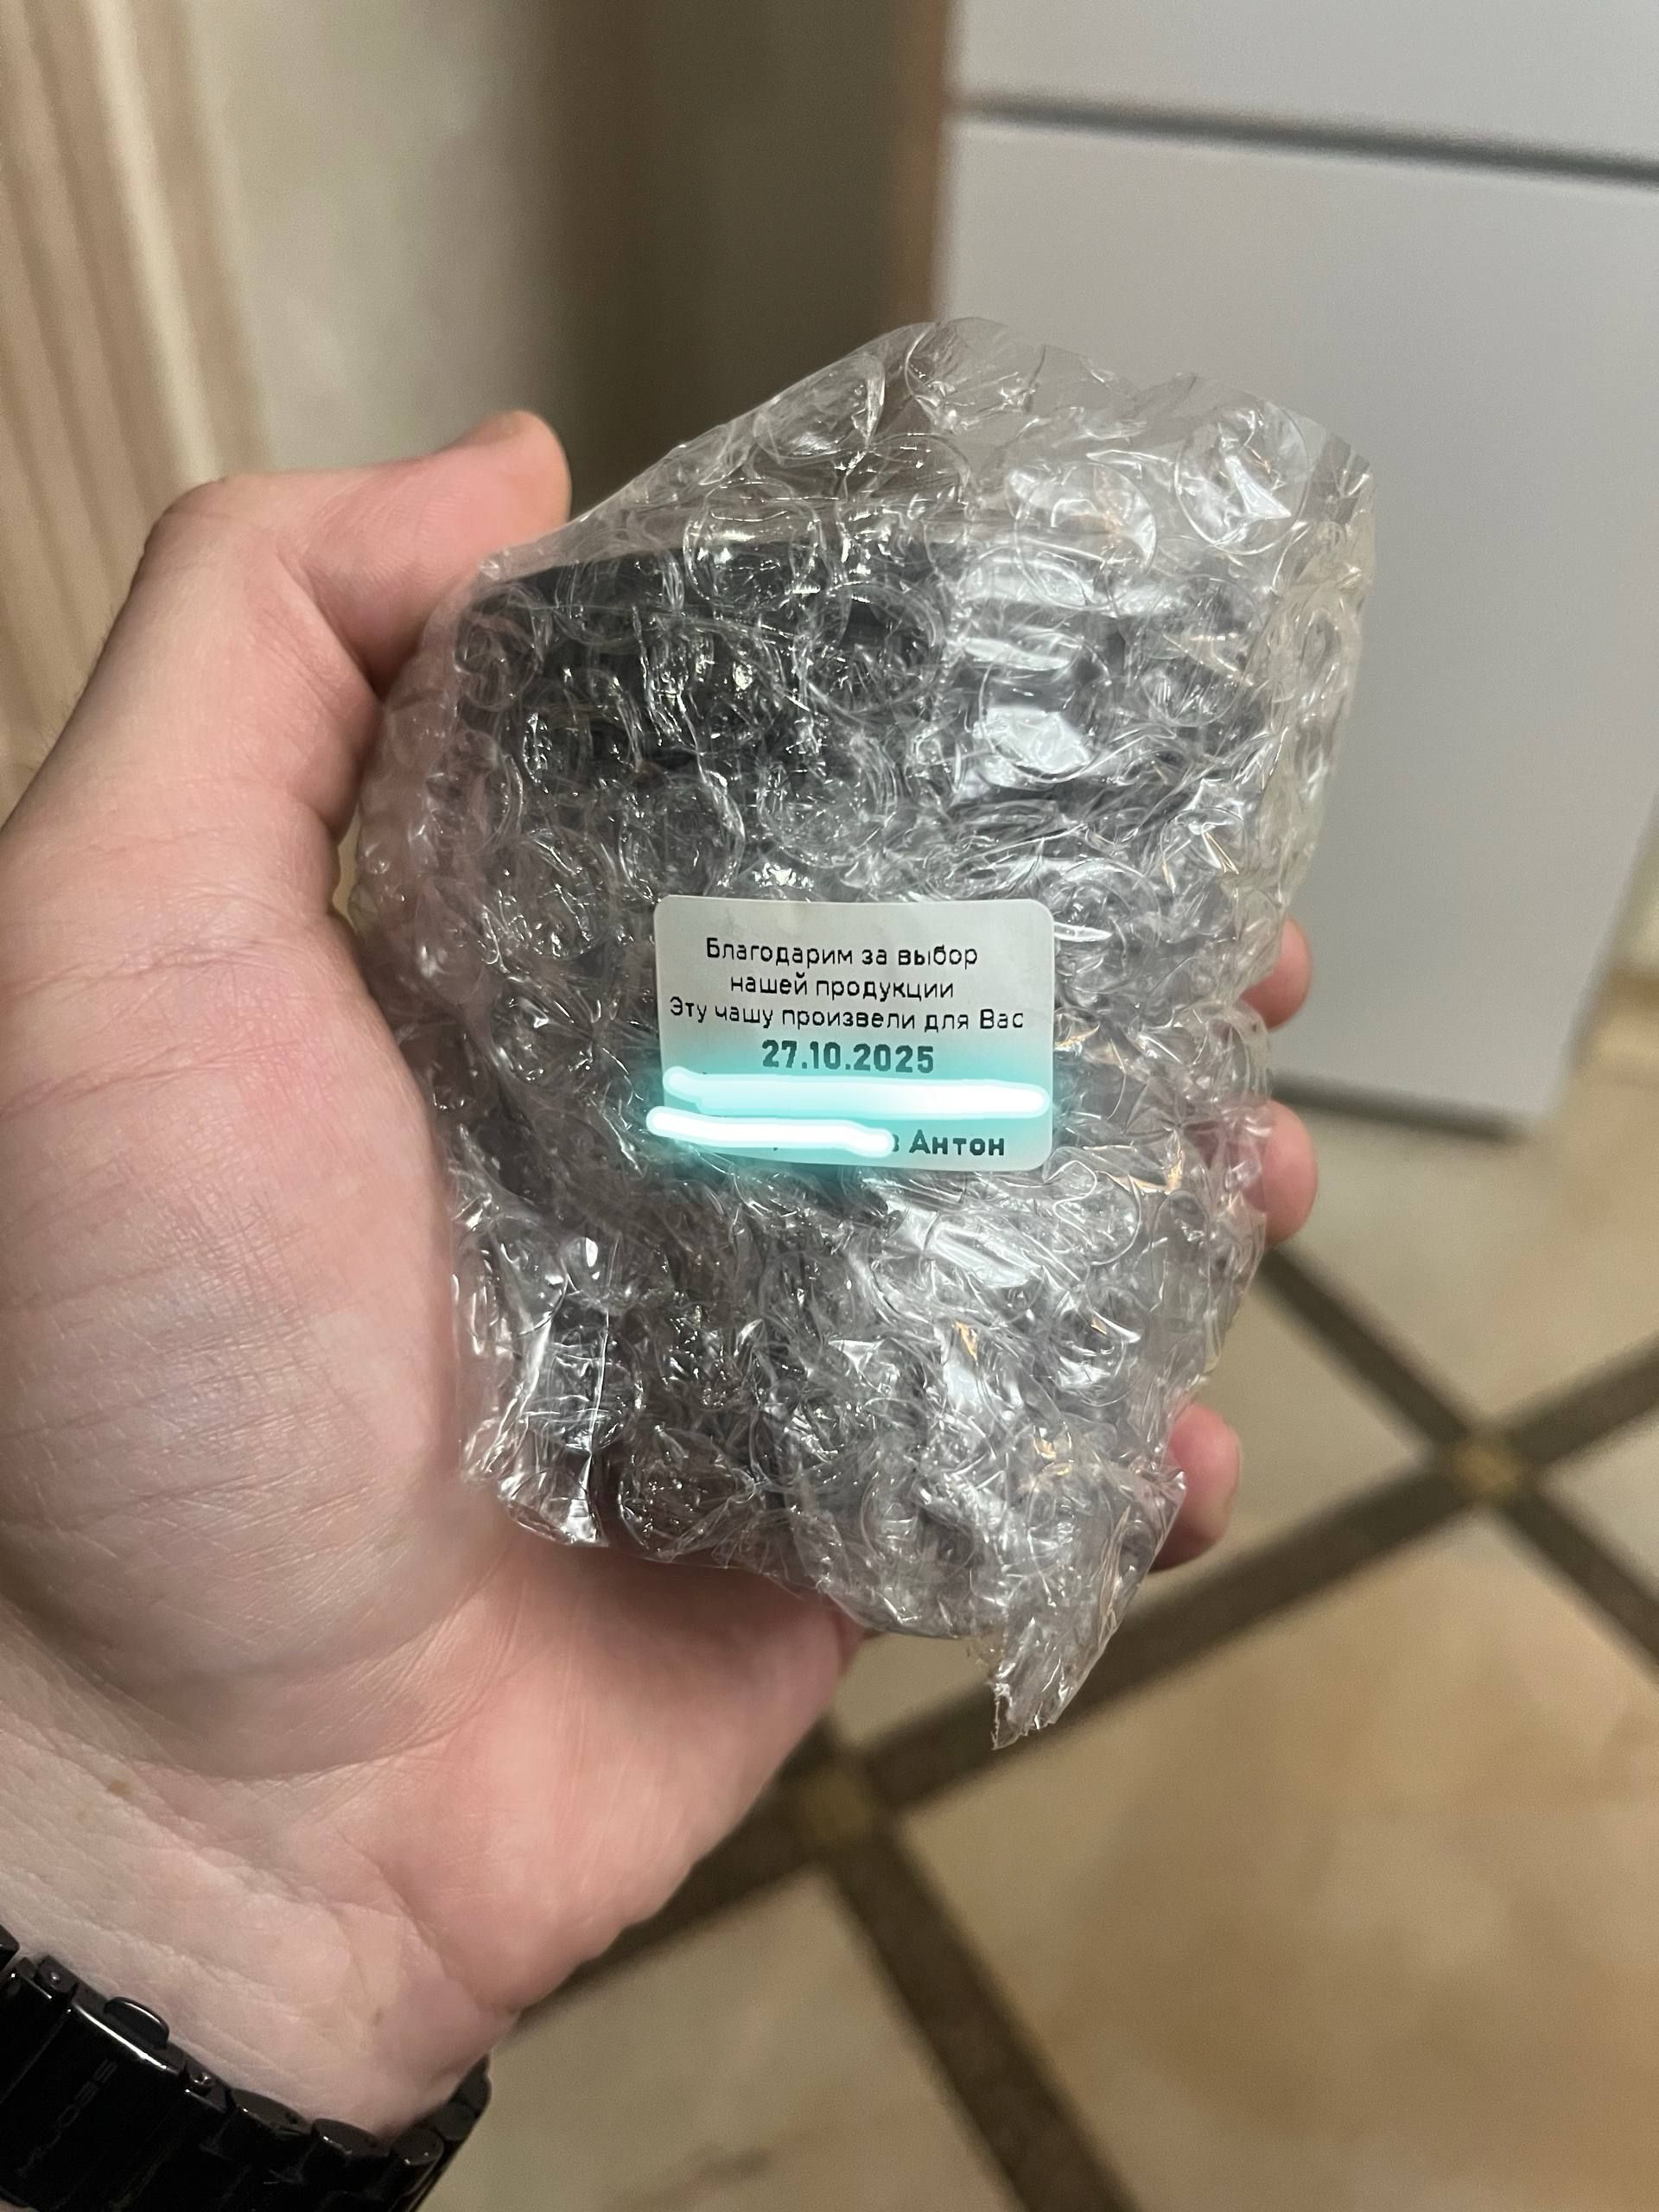 Благодарим за выбор
нашей продукции
Эту чашу произвели для Вас
27.10.2025
Антон